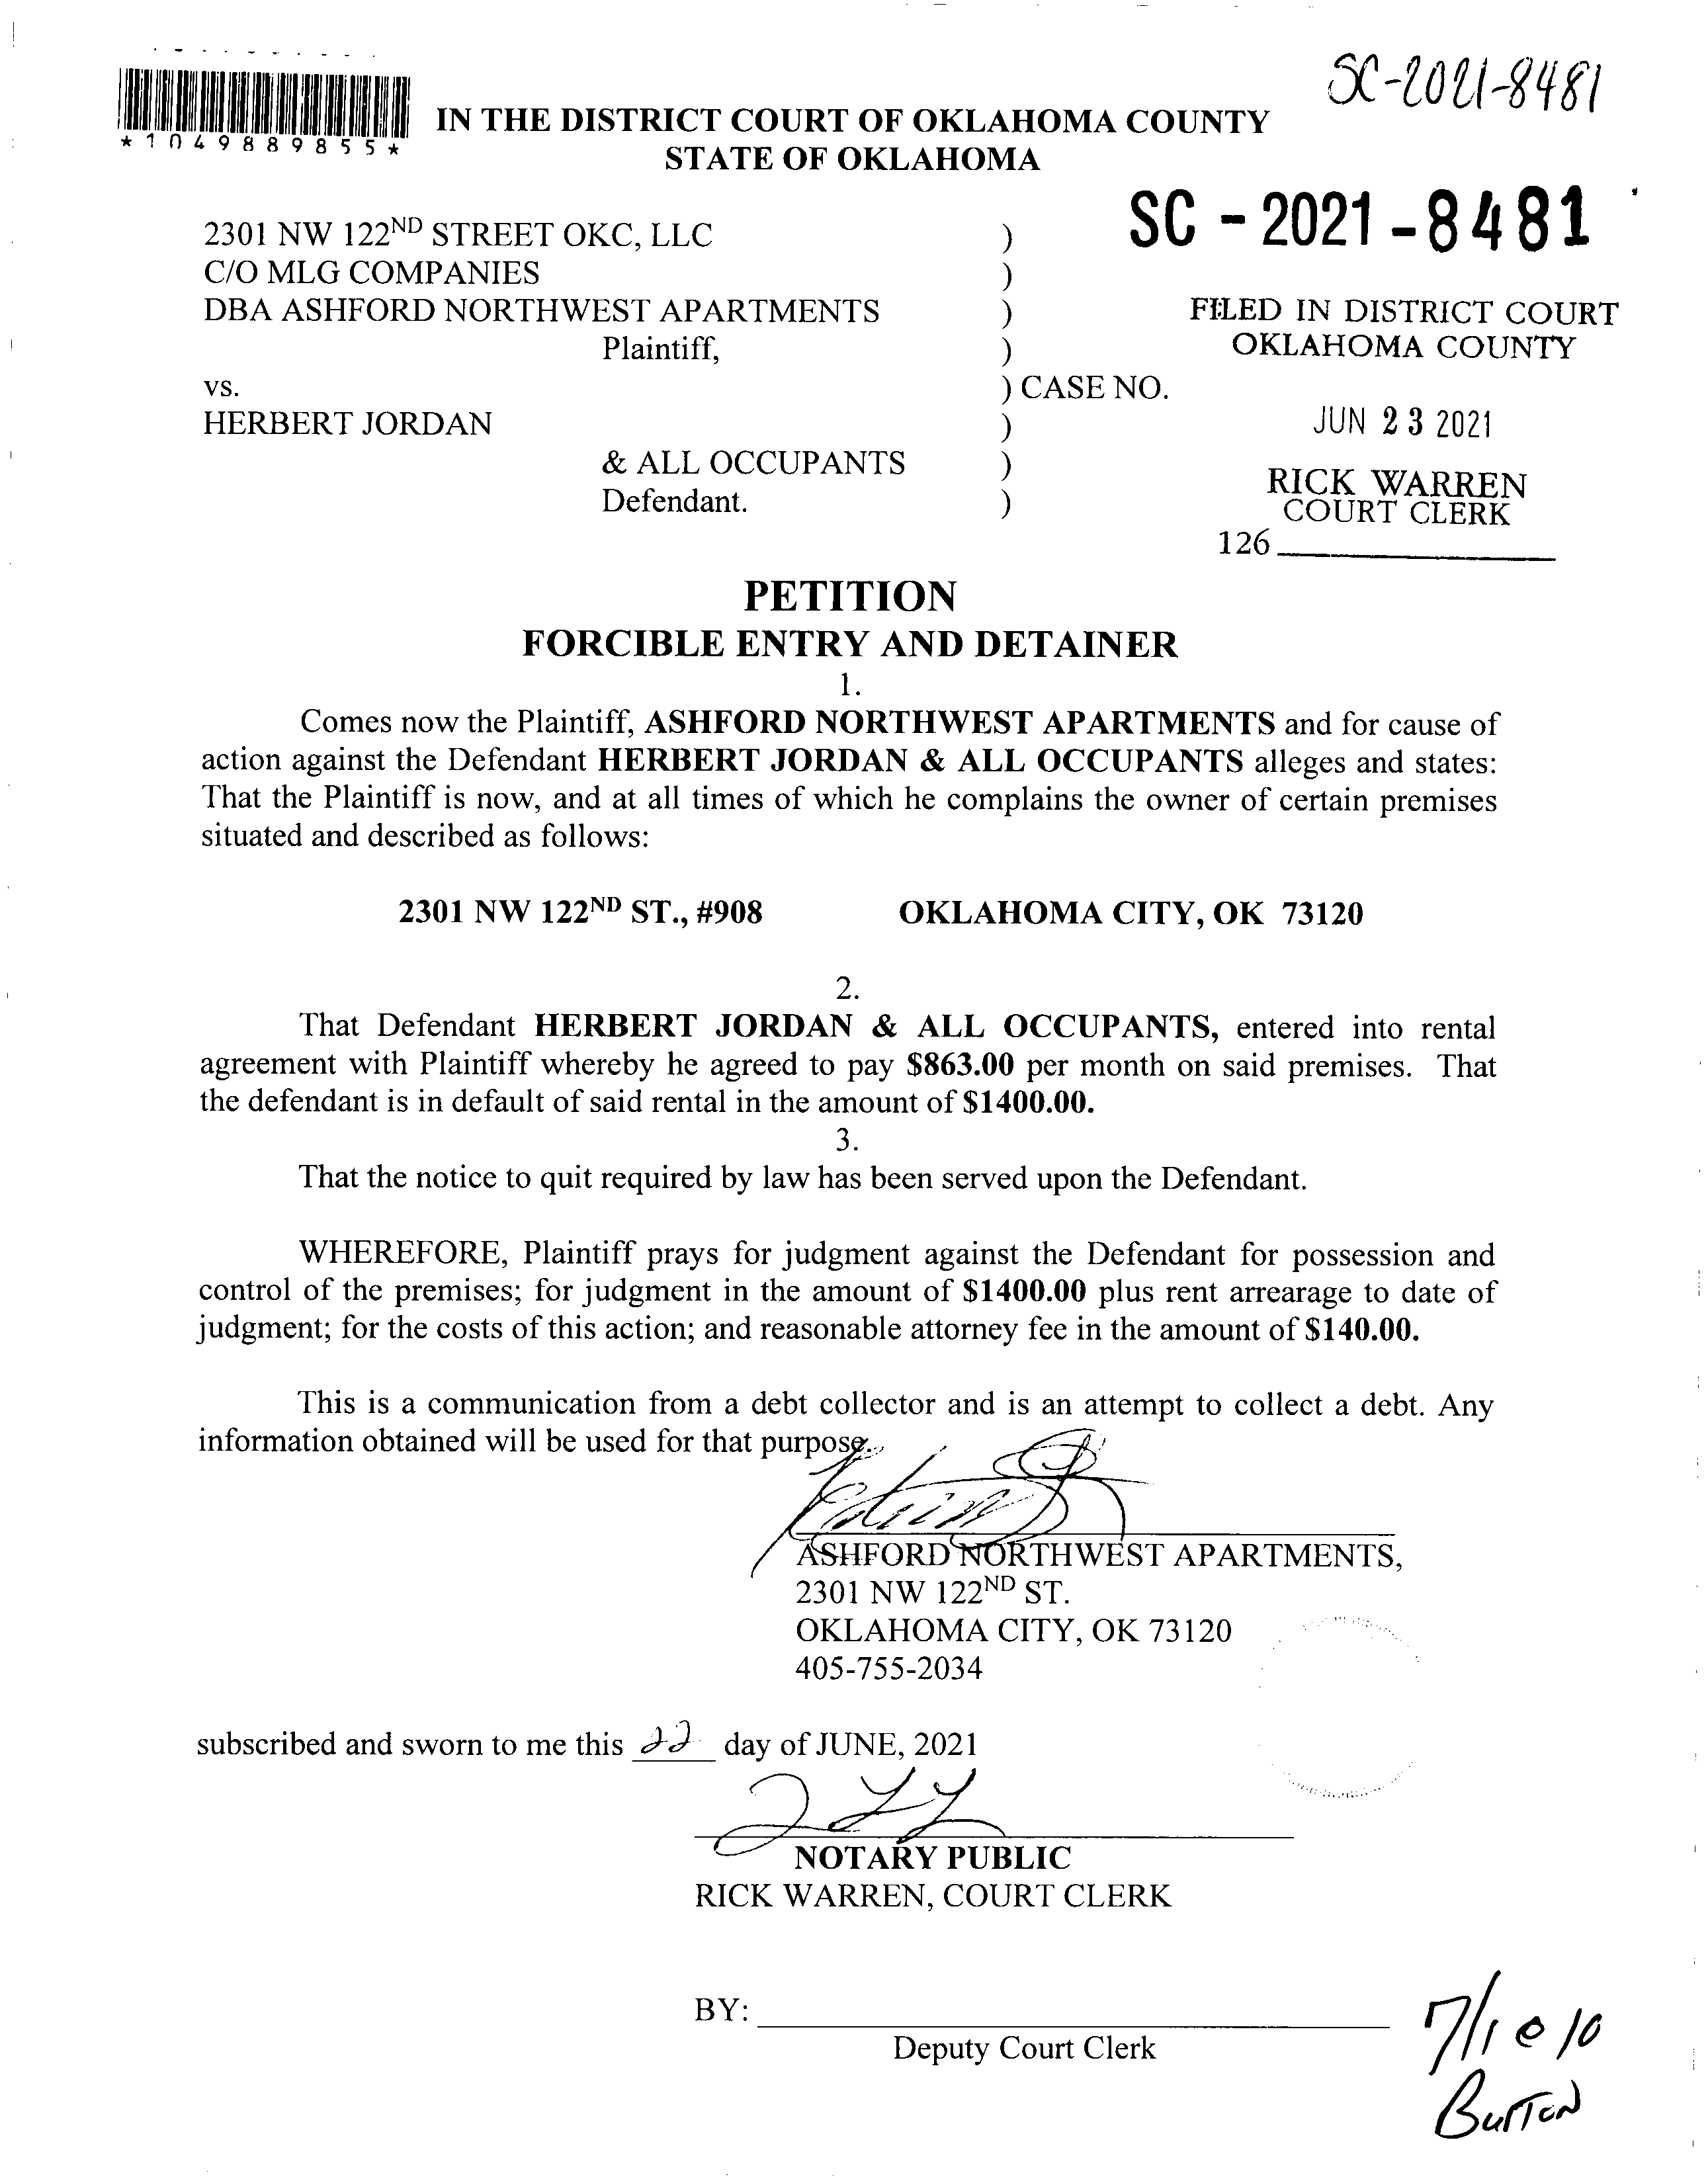 SC-2021-8481
*1049889855*
IN THE DISTRICT COURT OF OKLAHOMA COUNTY
STATE OF OKLAHOMA
SC - 2021 - 8481
2301 NW 122ND STREET OKC, LLC )
C/O MLG COMPANIES )
DBA ASHFORD NORTHWEST APARTMENTS ) FILED IN DISTRICT COURT
Plaintiff, ) OKLAHOMA COUNTY
vs. ) CASE NO.
HERBERT JORDAN ) JUN 23 2021
& ALL OCCUPANTS ) RICK WARREN
Defendant. ) COURT CLERK
126
PETITION
FORCIBLE ENTRY AND DETAINER
1.
Comes now the Plaintiff, ASHFORD NORTHWEST APARTMENTS and for cause of
action against the Defendant HERBERT JORDAN & ALL OCCUPANTS alleges and states:
That the Plaintiff is now, and at all times of which he complains the owner of certain premises
situated and described as follows:
2301 NW 122ND ST., #908 OKLAHOMA CITY, OK 73120
2.
That Defendant HERBERT JORDAN & ALL OCCUPANTS, entered into rental
agreement with Plaintiff whereby he agreed to pay $863.00 per month on said premises. That
the defendant is in default of said rental in the amount of $1400.00.
3.
That the notice to quit required by law has been served upon the Defendant.
WHEREFORE, Plaintiff prays for judgment against the Defendant for possession and
control of the premises; for judgment in the amount of $1400.00 plus rent arrearage to date of
judgment; for the costs of this action; and reasonable attorney fee in the amount of $140.00.
This is a communication from a debt collector and is an attempt to collect a debt. Any
information obtained will be used for that purpose.
ASHFORD NORTHWEST APARTMENTS,
2301 NW 122ND ST.
OKLAHOMA CITY, OK 73120
405-755-2034
subscribed and sworn to me this 22 day of JUNE, 2021
NOTARY PUBLIC
RICK WARREN, COURT CLERK
BY:
Deputy Court Clerk
7/1 @ 10
Burton